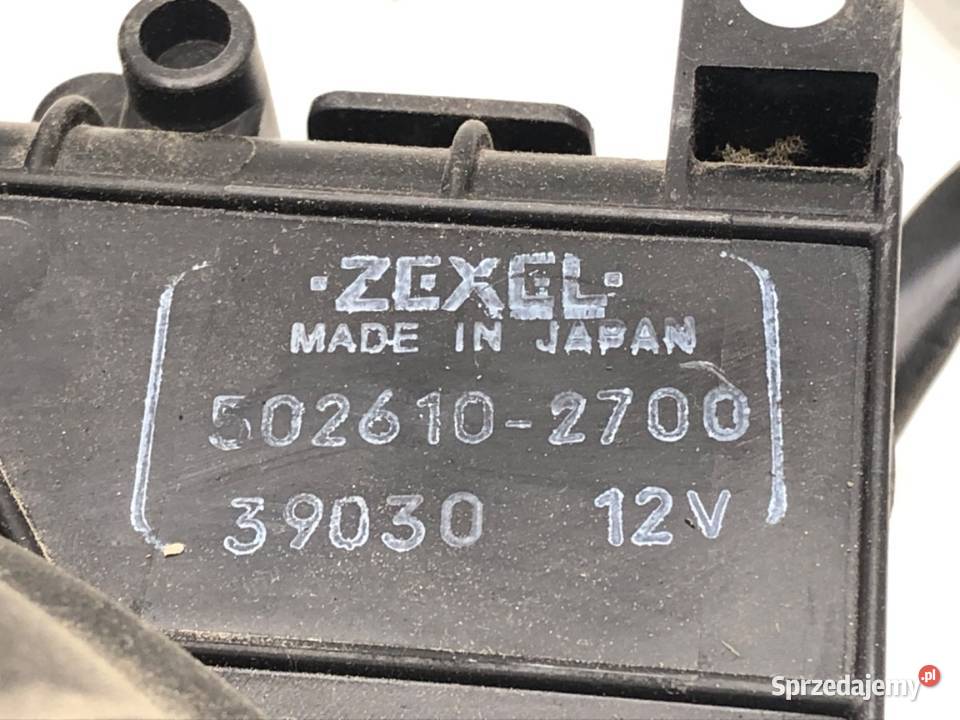 ·ZEXEL·
MADE IN JAPAN
502610-2700
39030 12V
Sprzedajemy.pl